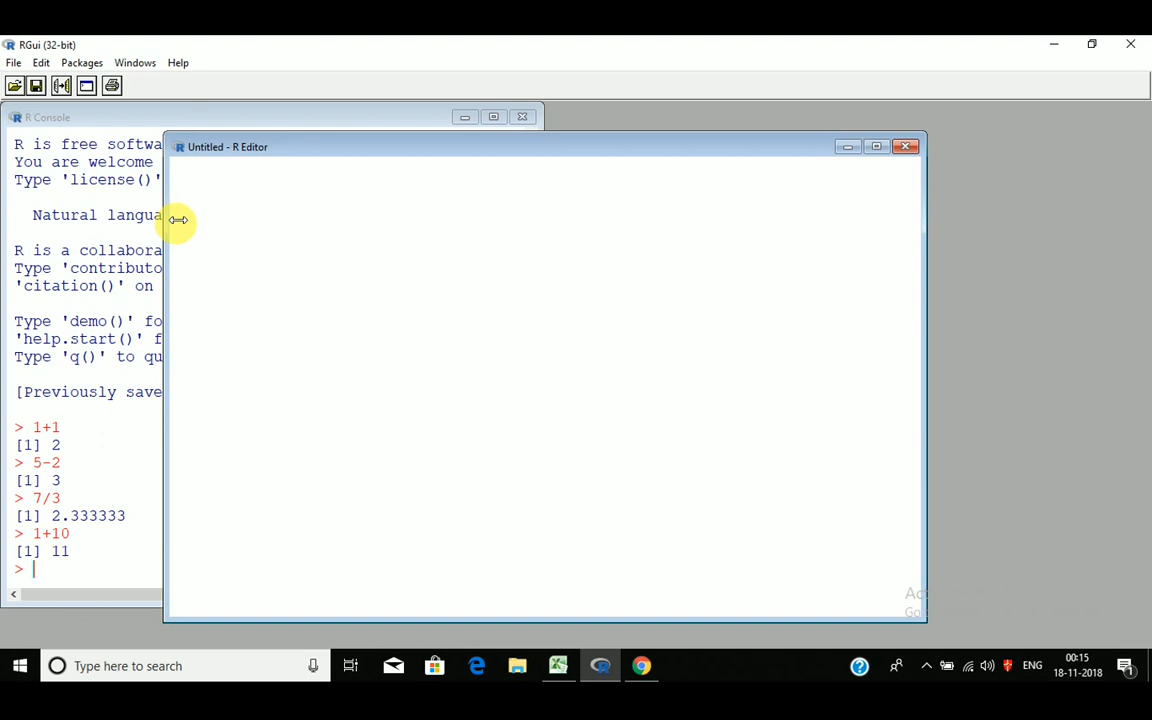 RGui (32-bit)
File Edit Packages Windows Help
R Console
R is free softwa
You are welcome
Type 'license()'
Natural langua
R is a collabora
Type 'contributo
'citation()' on
Type 'demo()' fo
'help.start()' f
Type 'q()' to qu
[Previously save
> 1+1
[1] 2
> 5-2
[1] 3
> 7/3
[1] 2.333333
> 1+10
[1] 11
>
Untitled - R Editor
Type here to search
ENG
00:15
18-11-2018
1